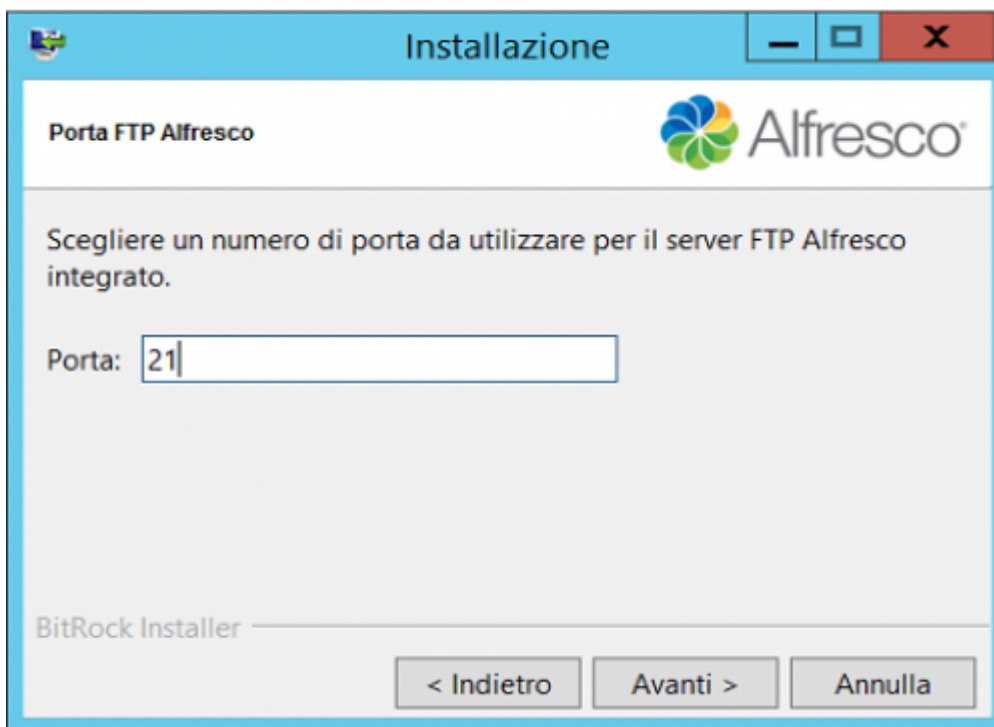 Installazione
Porta FTP Alfresco
Alfresco
Scegliere un numero di porta da utilizzare per il server FTP Alfresco
integrato.
Porta: 21
BitRock Installer
< Indietro Avanti > Annulla